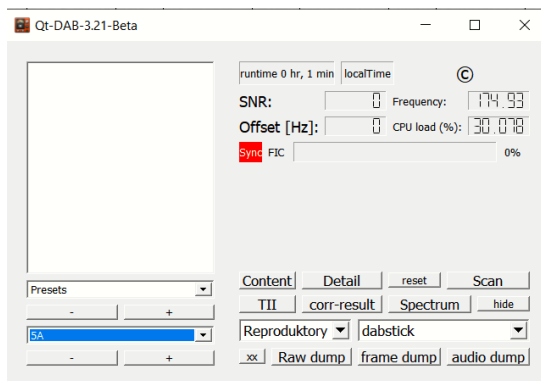 Qt-DAB-3.21-Beta
runtime 0 hr, 1 min localTime ©
SNR: 0 Frequency: 174.93
Offset [Hz]: 0 CPU load (%): 30.078
Sync FIC 0%
Content Detail reset Scan
Presets
TII corr-result Spectrum hide
- +
5A
Reproduktory dabstick
- +
xx Raw dump frame dump audio dump